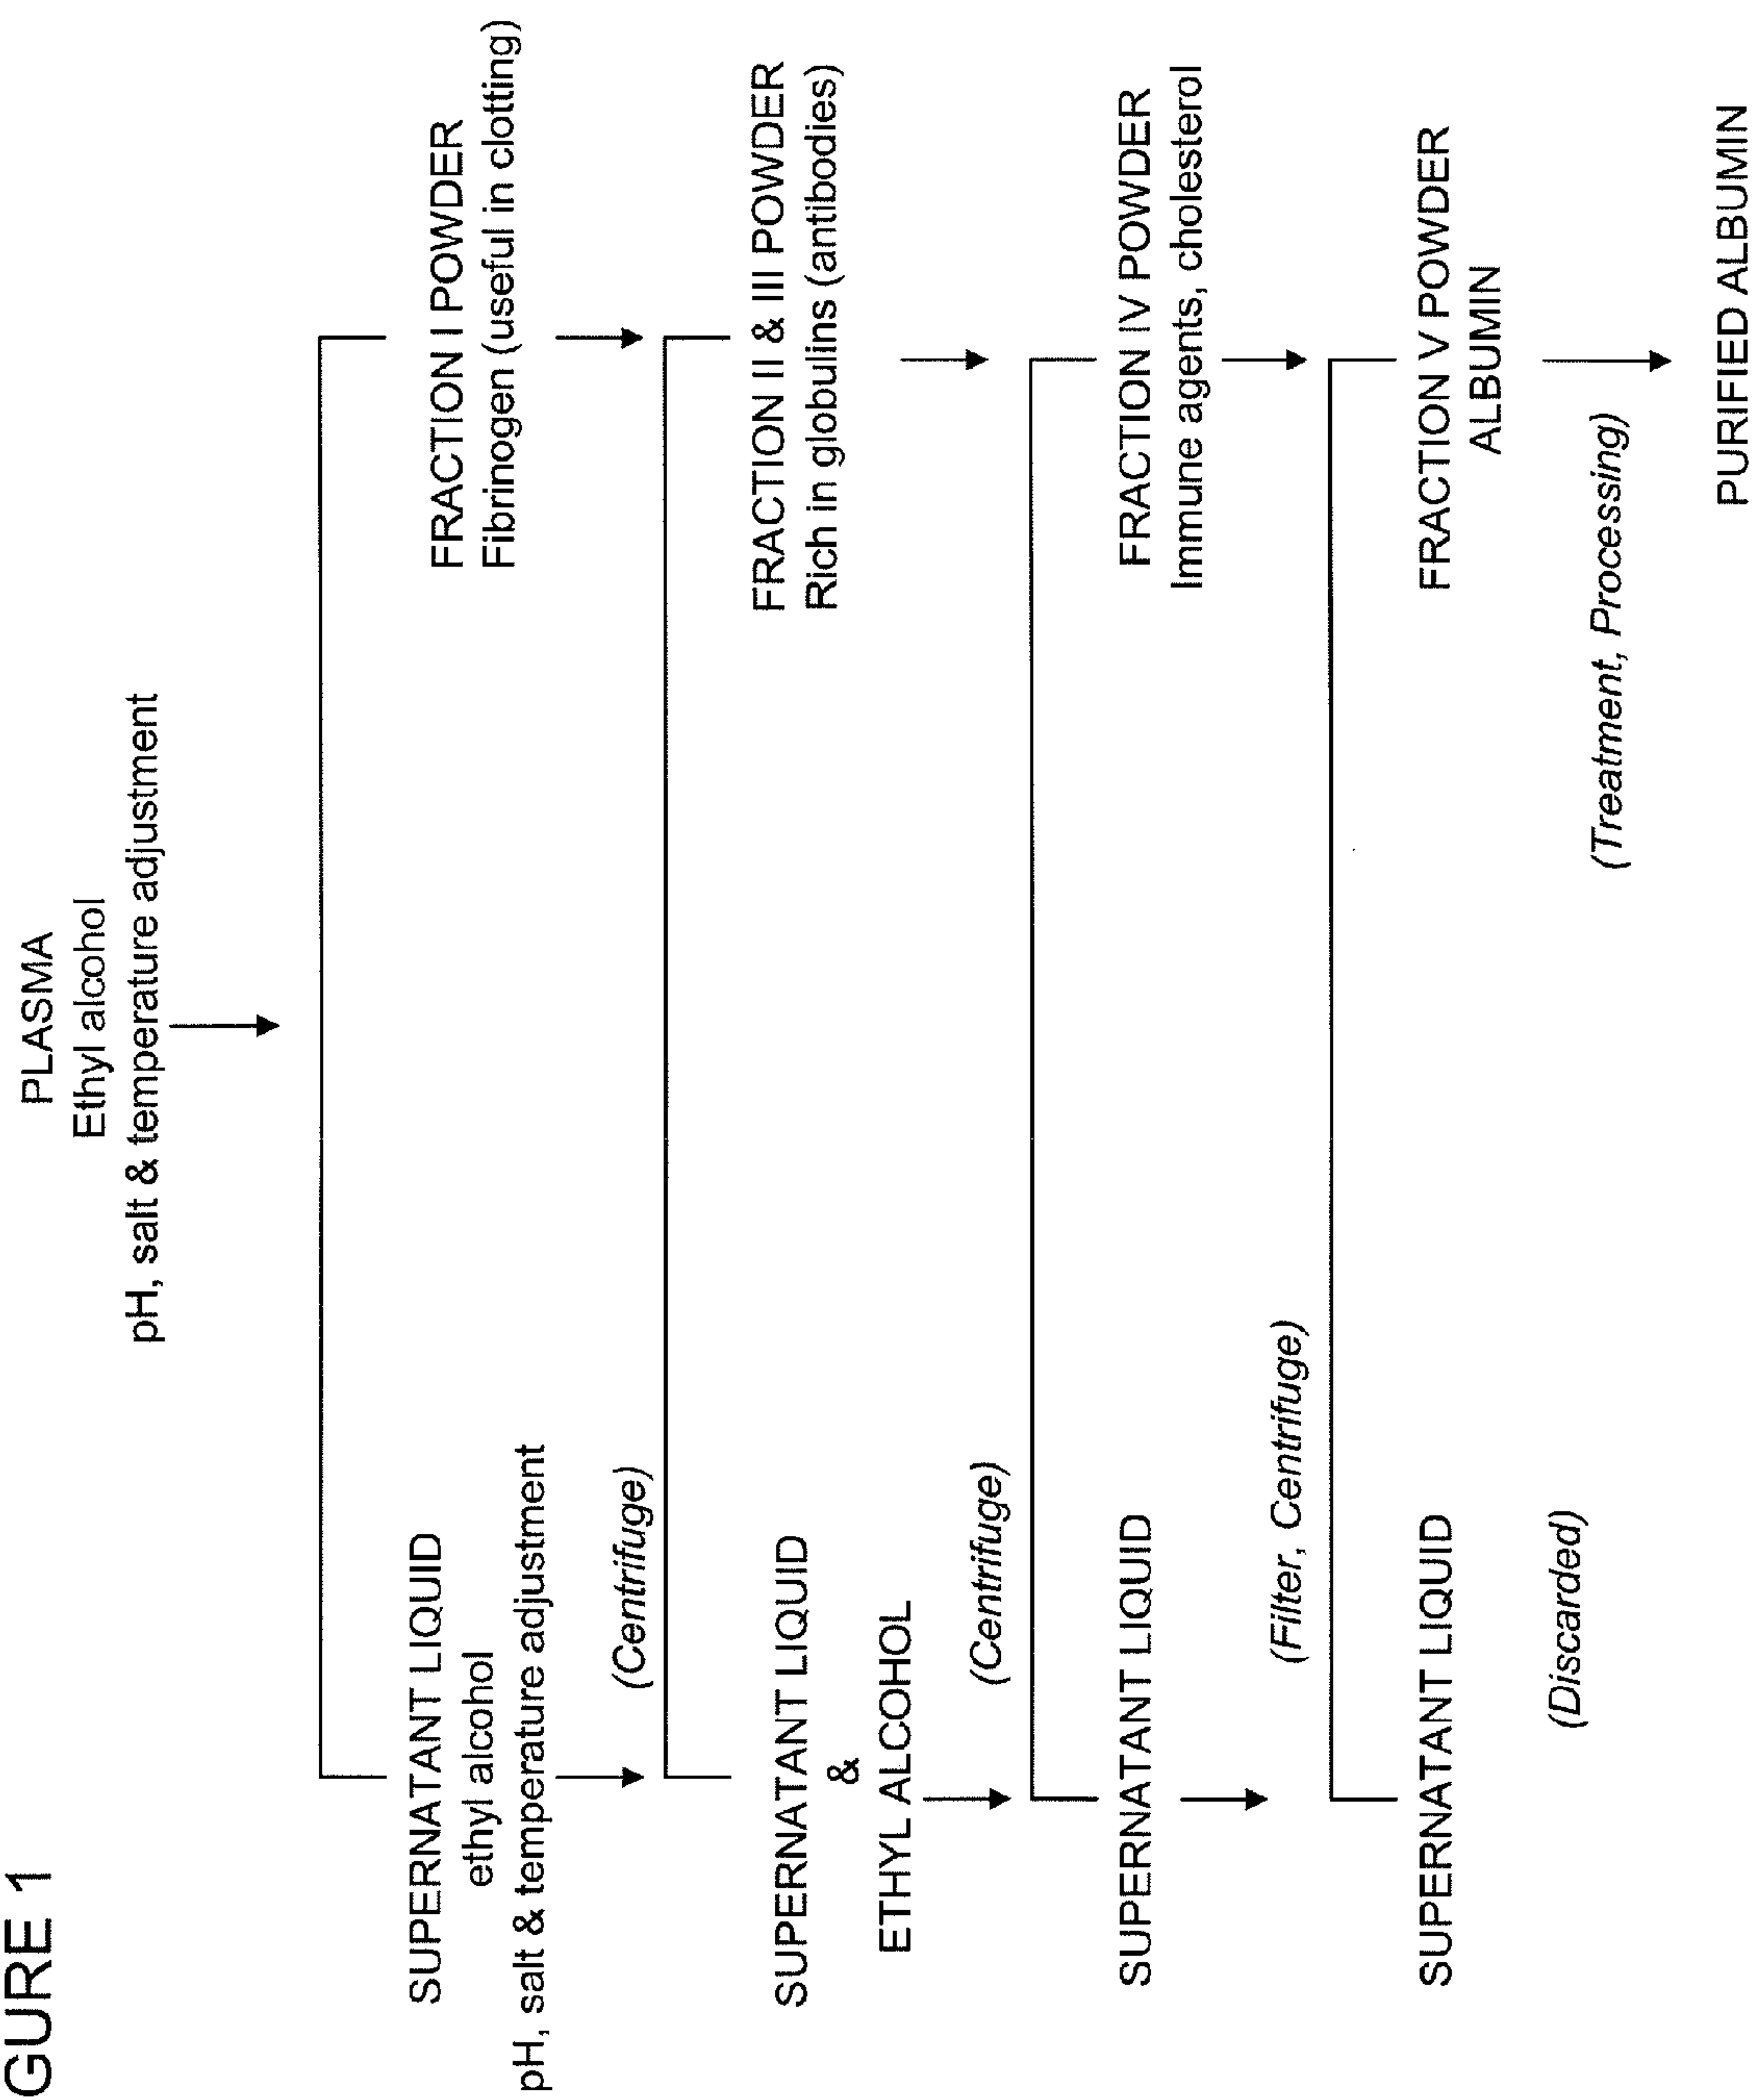 GURE 1
PLASMA
Ethyl alcohol
pH, salt & temperature adjustment
SUPERNATANT LIQUID
ethyl alcohol
pH, salt & temperature adjustment
FRACTION I POWDER
Fibrinogen (useful in clotting)
(Centrifuge)
SUPERNATANT LIQUID
&
ETHYL ALCOHOL
FRACTION II & III POWDER
Rich in globulins (antibodies)
(Centrifuge)
SUPERNATANT LIQUID
FRACTION IV POWDER
Immune agents, cholesterol
(Filter, Centrifuge)
SUPERNATANT LIQUID
FRACTION V POWDER
ALBUMIN
(Discarded)
(Treatment, Processing)
PURIFIED ALBUMIN